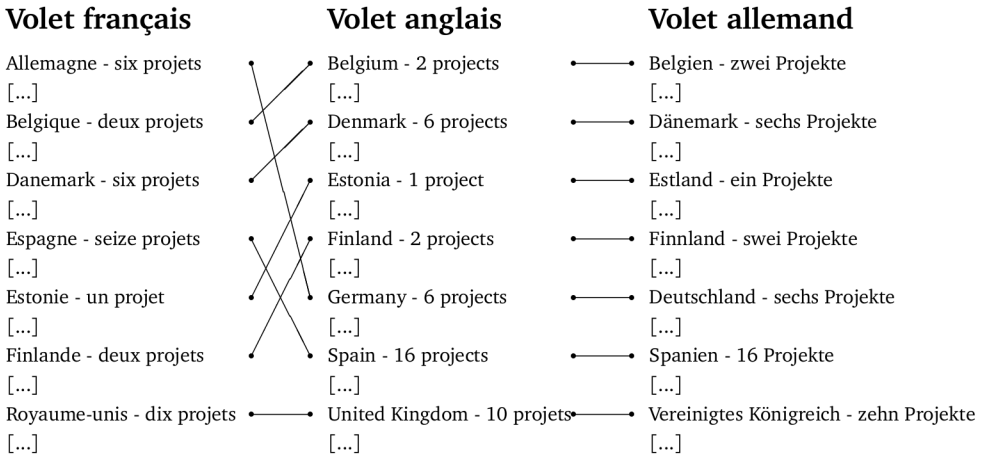 Volet français Volet anglais Volet allemand
Allemagne - six projets Belgium - 2 projects Belgien - zwei Projekte
[...] [...] [...]
Belgique - deux projets Denmark - 6 projects Dänemark - sechs Projekte
[...] [...] [...]
Danemark - six projets Estonia - 1 project Estland - ein Projekte
[...] [...] [...]
Espagne - seize projets Finland - 2 projects Finnland - swei Projekte
[...] [...] [...]
Estonie - un projet Germany - 6 projects Deutschland - sechs Projekte
[...] [...] [...]
Finlande - deux projets Spain - 16 projects Spanien - 16 Projekte
[...] [...] [...]
Royaume-unis - dix projets United Kingdom - 10 projets Vereinigtes Königreich - zehn Projekte
[...] [...] [...]